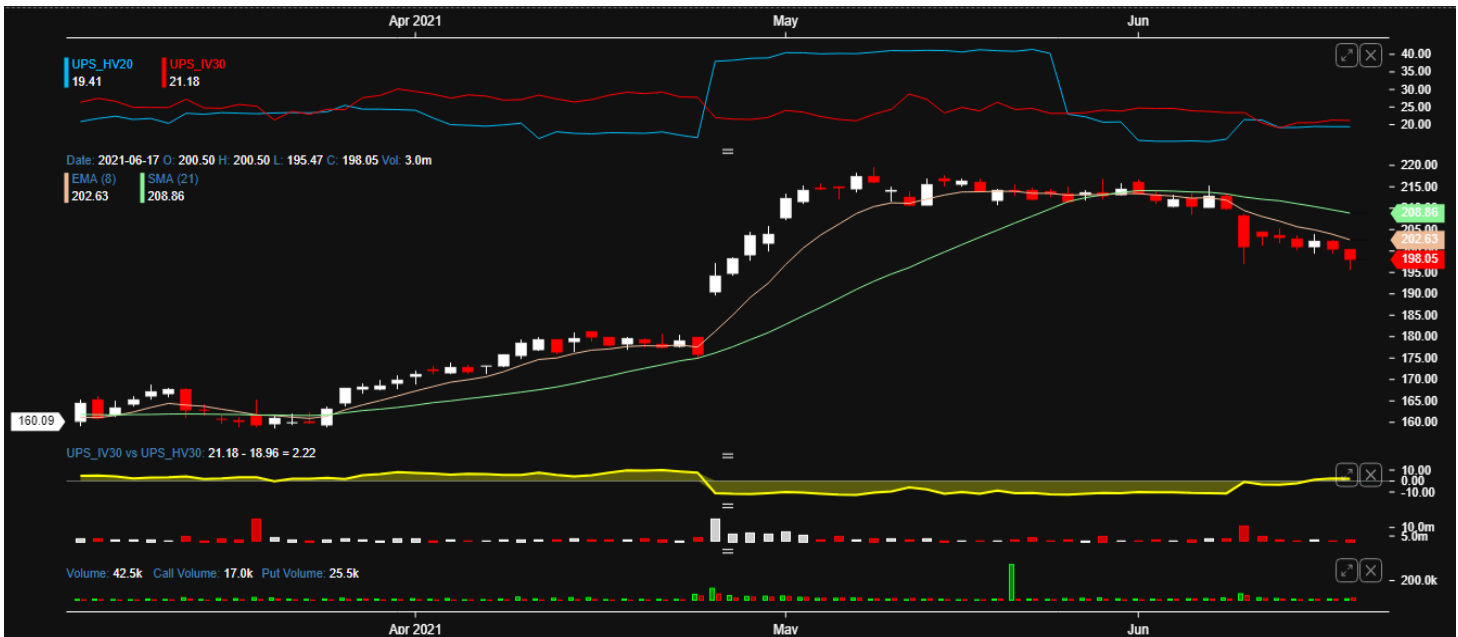 Apr 2021 May Jun
UPS_HV20 UPS_IV30
19.41 21.18
40.00
35.00
30.00
25.00
20.00
Date: 2021-06-17 O: 200.50 H: 200.50 L: 195.47 C: 198.05 Vol: 3.0m
EMA (8) SMA (21)
202.63 208.86
220.00
215.00
208.86
205.00
202.63
198.05
195.00
190.00
185.00
180.00
175.00
170.00
165.00
160.00
160.09
UPS_IV30 vs UPS_HV30: 21.18 - 18.96 = 2.22
10.00
0.00
-10.00
10.0m
5.0m
Volume: 42.5k Call Volume: 17.0k Put Volume: 25.5k
200.0k
Apr 2021 May Jun